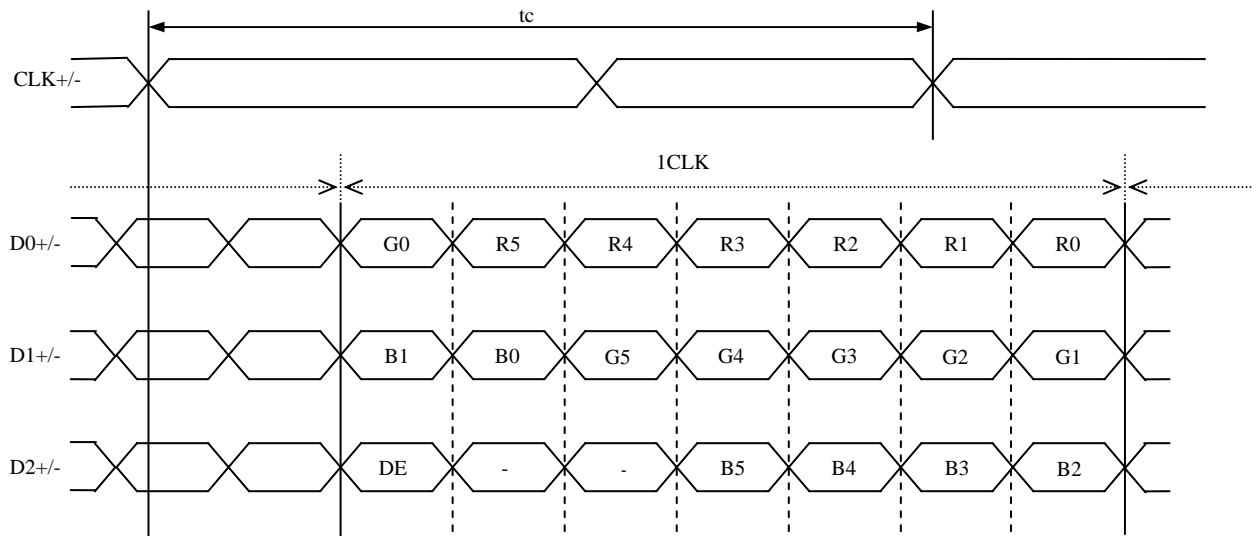 tc
CLK+/-
1CLK
D0+/- G0 R5 R4 R3 R2 R1 R0
D1+/- B1 B0 G5 G4 G3 G2 G1
D2+/- DE - - B5 B4 B3 B2